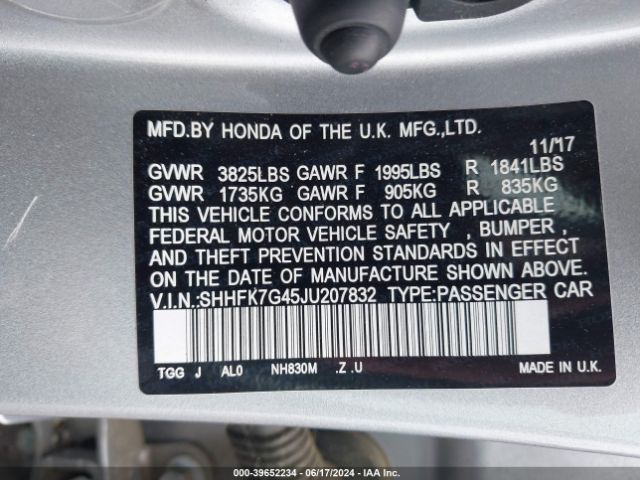 MFD.BY HONDA OF THE U.K. MFG.,LTD.
11/17
GVWR 3825LBS GAWR F 1995LBS R 1841LBS
GVWR 1735KG GAWR F 905KG R 835KG
THIS VEHICLE CONFORMS TO ALL APPLICABLE
FEDERAL MOTOR VEHICLE SAFETY , BUMPER ,
AND THEFT PREVENTION STANDARDS IN EFFECT
ON THE DATE OF MANUFACTURE SHOWN ABOVE.
V.I.N.:SHHFK7G45JU207832 TYPE:PASSENGER CAR
TGG J AL0 NH830M .Z .U MADE IN U.K.
000-39652234 - 06/17/2024 - IAA Inc.